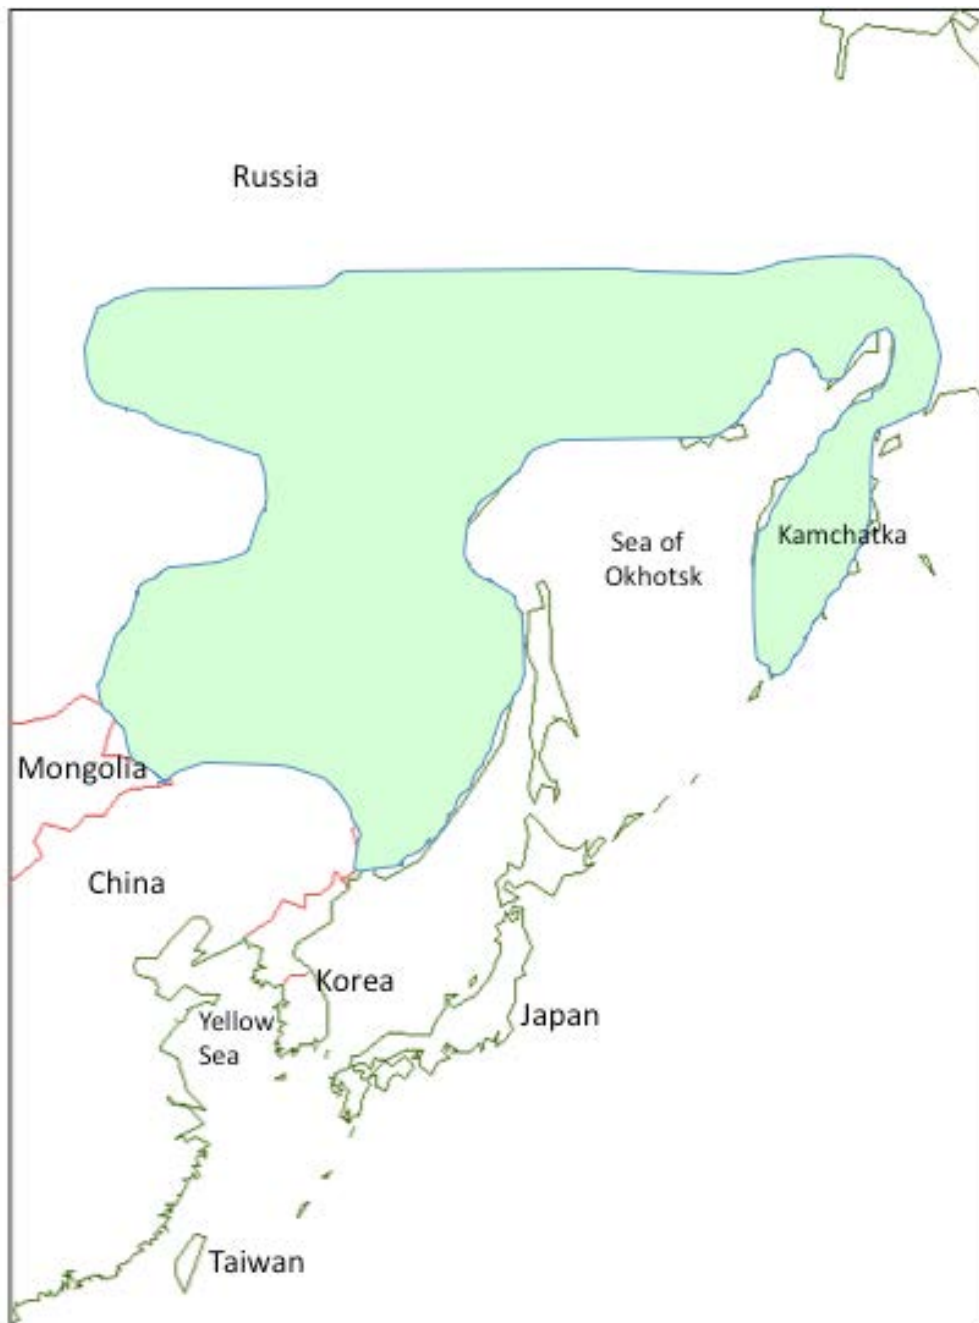 Russia
Sea of
Okhotsk
Kamchatka
Mongolia
China
Korea
Yellow
Sea
Japan
Taiwan